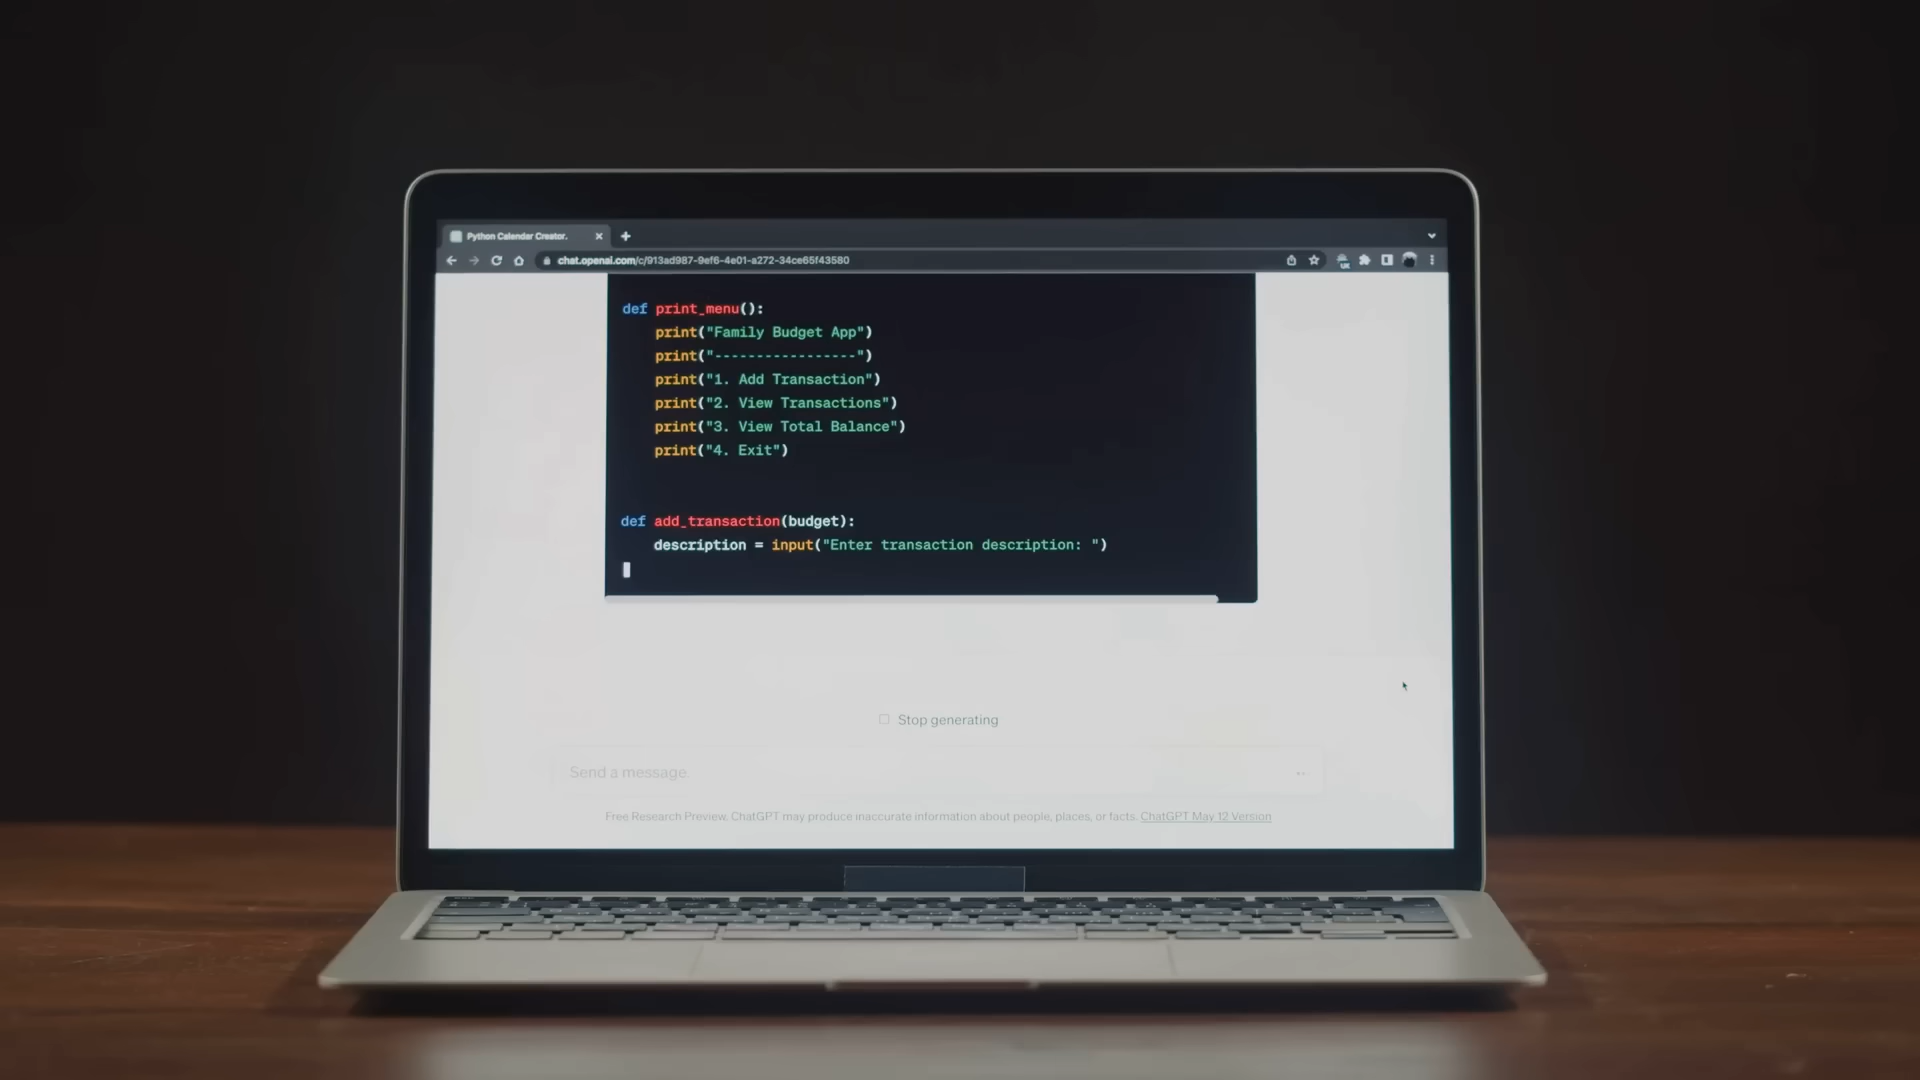 Python Calendar Creator.
chat.openai.com/c/913ad987-9ef6-4e01-a272-34ce65f43580
def print_menu():
    print("Family Budget App")
    print("-----------------")
    print("1. Add Transaction")
    print("2. View Transactions")
    print("3. View Total Balance")
    print("4. Exit")
def add_transaction(budget):
    description = input("Enter transaction description: ")
Stop generating
Send a message.
Free Research Preview. ChatGPT may produce inaccurate information about people, places, or facts. ChatGPT May 12 Version